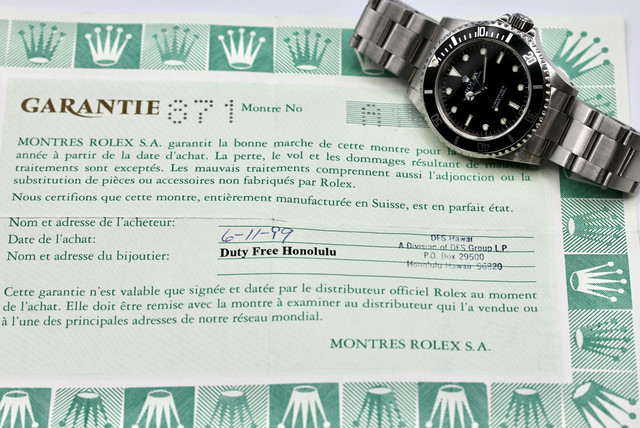 GARANTIE 871 Montre No A
MONTRES ROLEX S.A. garantit la bonne marche de cette montre pour la
année à partir de la date d'achat. La perte, le vol et les dommages résultant de
traitements sont exceptés. Les mauvais traitements comprennent aussi l'adjonction ou la
substitution de pièces ou accessoires non fabriqués par Rolex.
Nous certifions que cette montre, entièrement manufacturée en Suisse, est en parfait état.
Nom et adresse de l'acheteur:
Date de l'achat: 6-11-99
Nom et adresse du bijoutier: Duty Free Honolulu
DFS Hawaii
A Division of DFS Group L.P.
P.O. Box 29500
Honolulu Hawaii 96820
Cette garantie n'est valable que signée et datée par le distributeur officiel Rolex au moment
de l'achat. Elle doit être remise avec la montre à examiner au distributeur qui l'a vendue ou
à l'une des principales adresses de notre réseau mondial.
MONTRES ROLEX S.A.